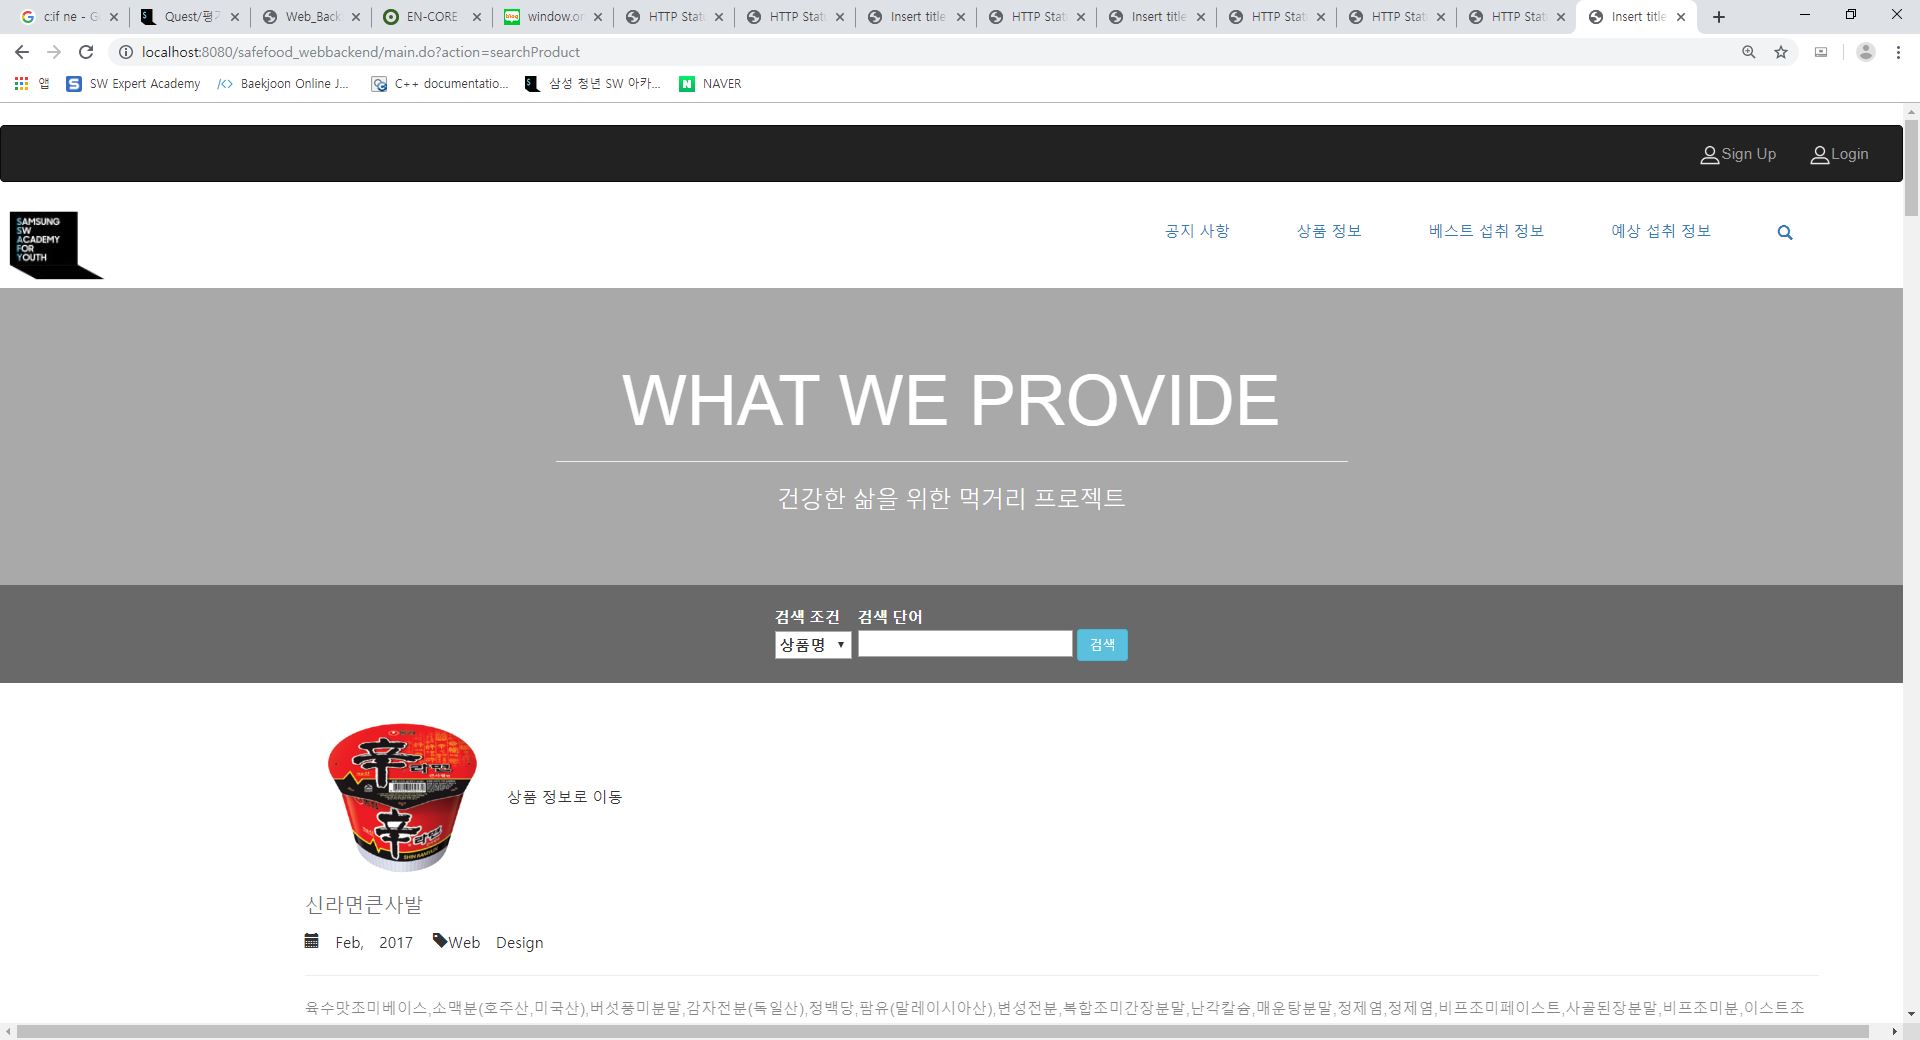 c:if ne - G
Quest/평가
Web_Back
EN-CORE
window.or
HTTP Stat
HTTP Stat
Insert title
HTTP Stat
Insert title
HTTP Stat
HTTP Stat
HTTP Stat
Insert title
localhost:8080/safefood_webbackend/main.do?action=searchProduct
앱
SW Expert Academy
Baekjoon Online J...
C++ documentatio...
삼성 청년 SW 아카...
NAVER
Sign Up
Login
SAMSUNG
SW
ACADEMY
FOR
YOUTH
공지 사항
상품 정보
베스트 섭취 정보
예상 섭취 정보
WHAT WE PROVIDE
건강한 삶을 위한 먹거리 프로젝트
검색 조건 검색 단어
상품명
검색
辛라면
辛라면
SHIN RAMYUN
상품 정보로 이동
신라면큰사발
Feb, 2017 Web Design
육수맛조미베이스,소맥분(호주산,미국산),버섯풍미분말,감자전분(독일산),정백당,팜유(말레이시아산),변성전분,복합조미간장분말,난각칼슘,매운탕분말,정제염,정제염,비프조미페이스트,사골된장분말,비프조미분,이스트조